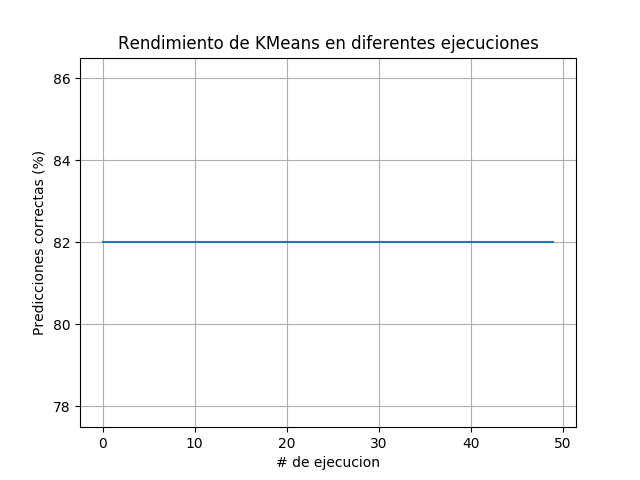 Rendimiento de KMeans en diferentes ejecuciones
86
84
82
80
78
Predicciones correctas (%)
0 10 20 30 40 50
# de ejecucion